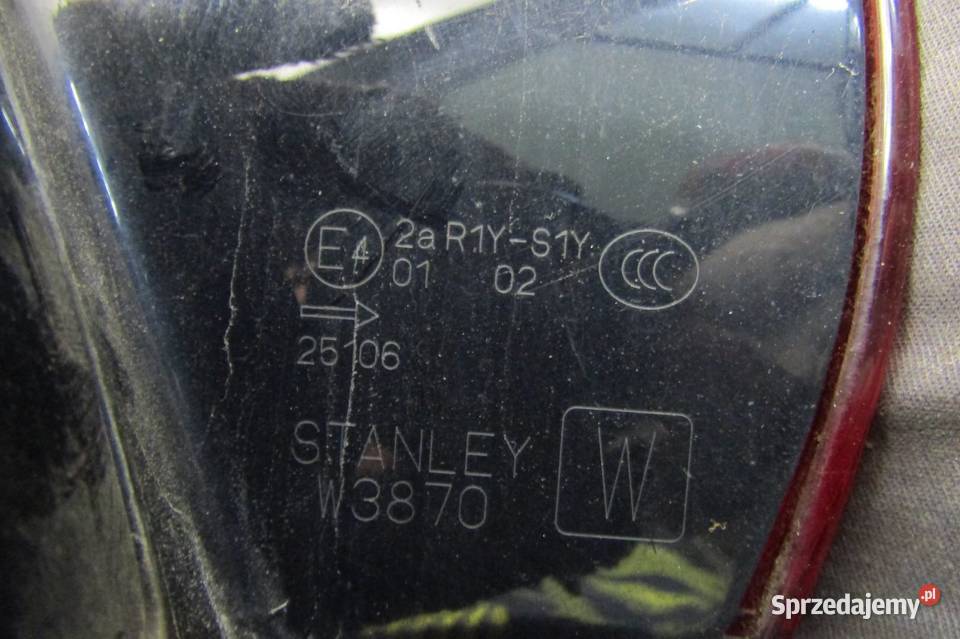 E4 2a R1Y-S1Y CCC
01 02
25106
STANLEY W
W3870
Sprzedajemy.pl